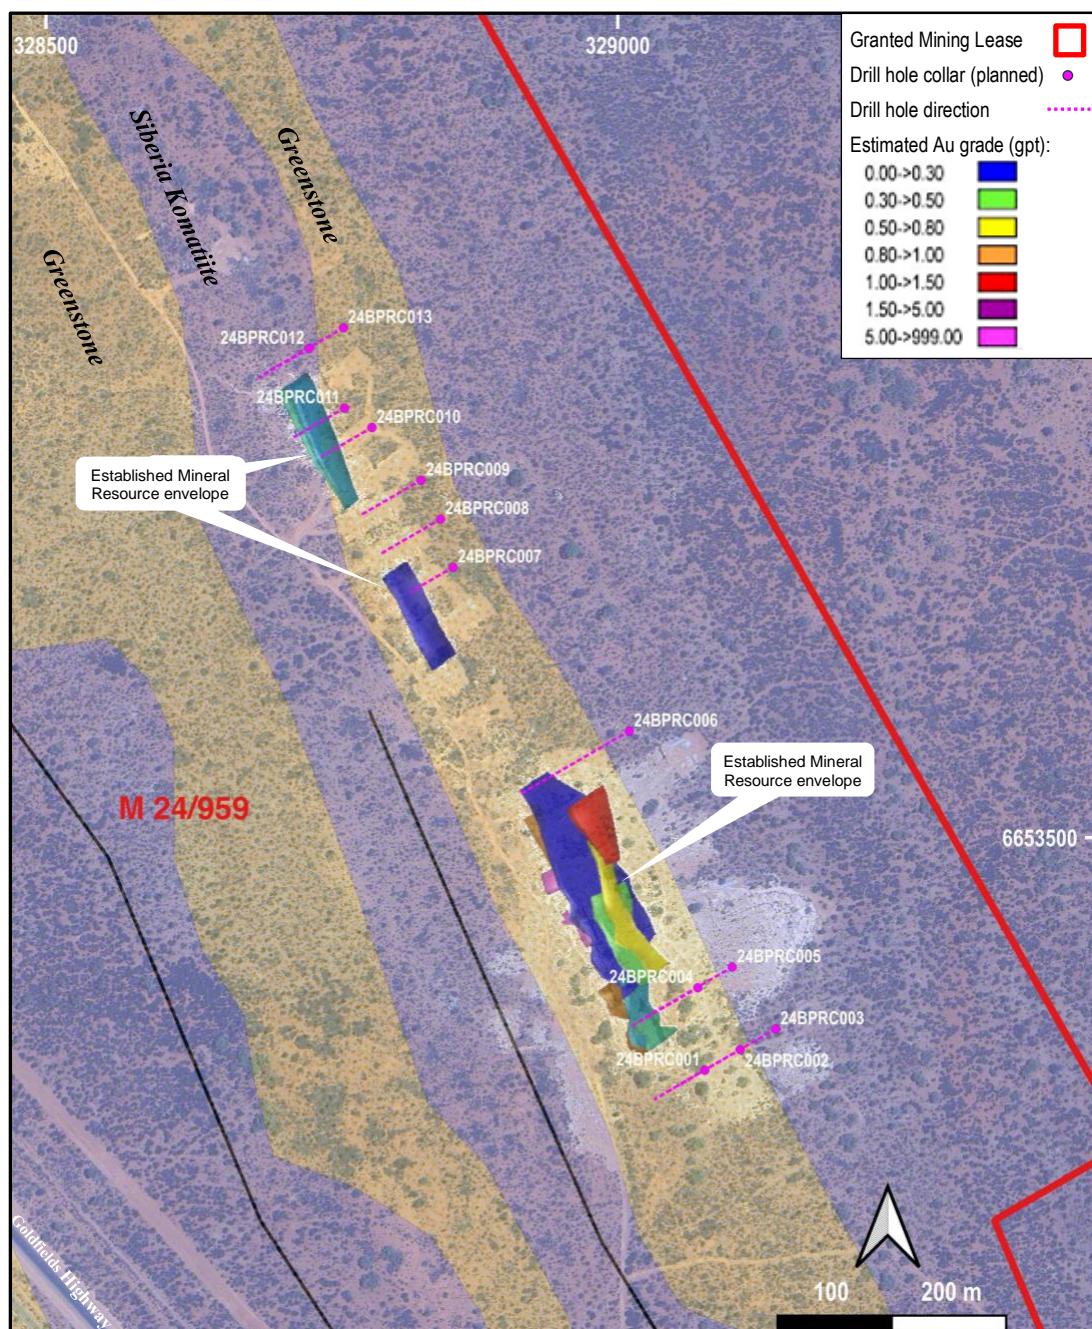 328500
329000
Granted Mining Lease
Drill hole collar (planned)
Drill hole direction
Estimated Au grade (gpt):
0.00->0.30
0.30->0.50
0.50->0.80
0.80->1.00
1.00->1.50
1.50->5.00
5.00->999.00
Siberia Komatiite
Greenstone
Greenstone
24BPRC013
24BPRC012
24BPRC011
24BPRC010
24BPRC009
Established Mineral
Resource envelope
24BPRC008
24BPRC007
24BPRC006
Established Mineral
Resource envelope
M 24/959
6653500
24BPRC005
24BPRC004
24BPRC003
24BPRC002
24BPRC001
Goldfields Highway
100
200 m